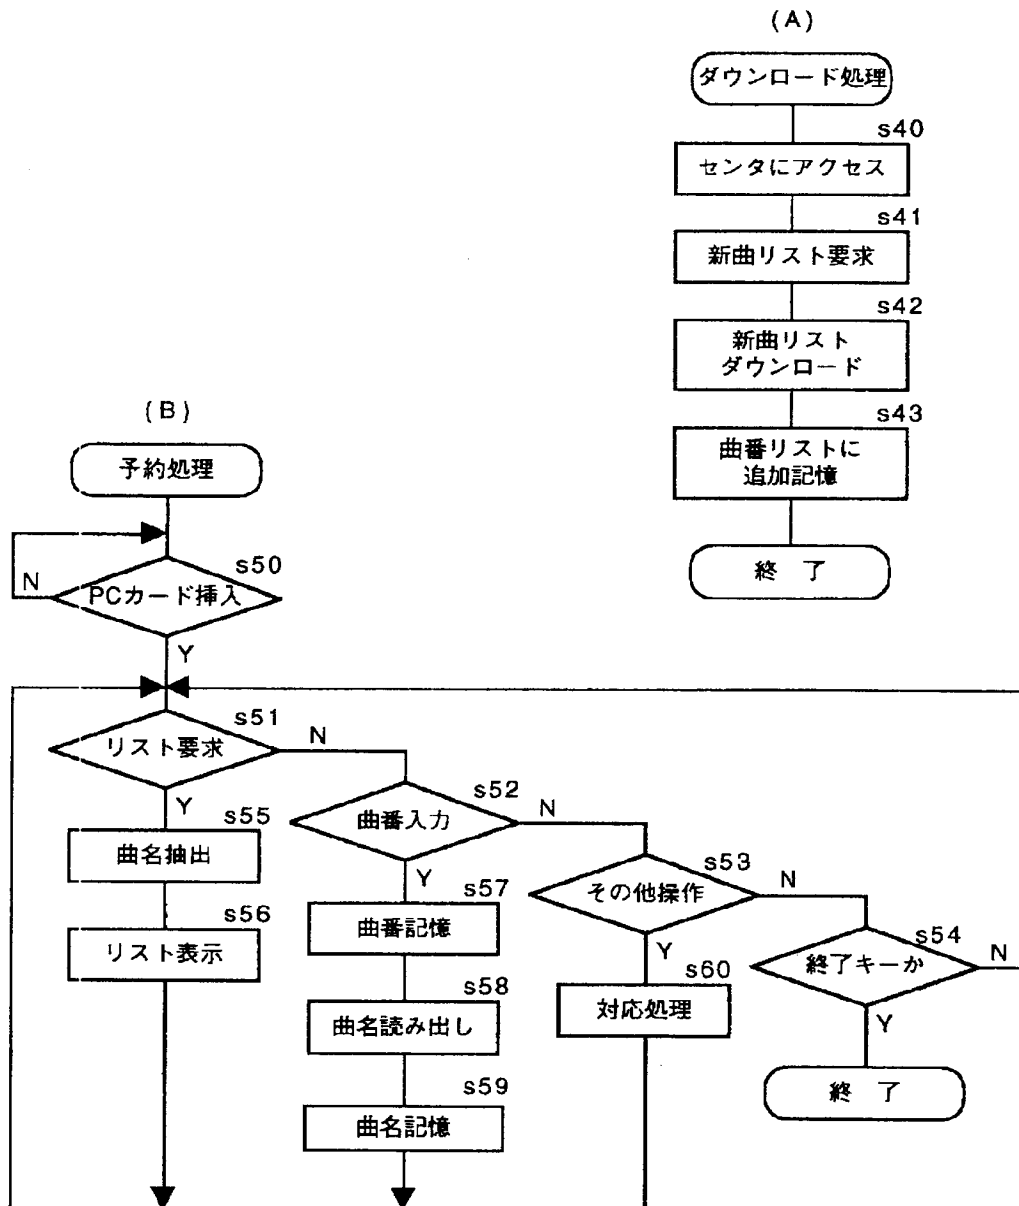 (A)
ダウンロード処理
s40
センタにアクセス
s41
新曲リスト要求
s42
新曲リスト
ダウンロード
s43
曲番リストに
追加記憶
終 了
(B)
予約処理
s50
PCカード挿入
N
Y
s51
リスト要求
N
Y
s52
曲番入力
N
Y
s53
その他操作
N
Y
s54
終了キーか
N
Y
s55
曲名抽出
s56
リスト表示
s57
曲番記憶
s58
曲名読み出し
s59
曲名記憶
s60
対応処理
終 了